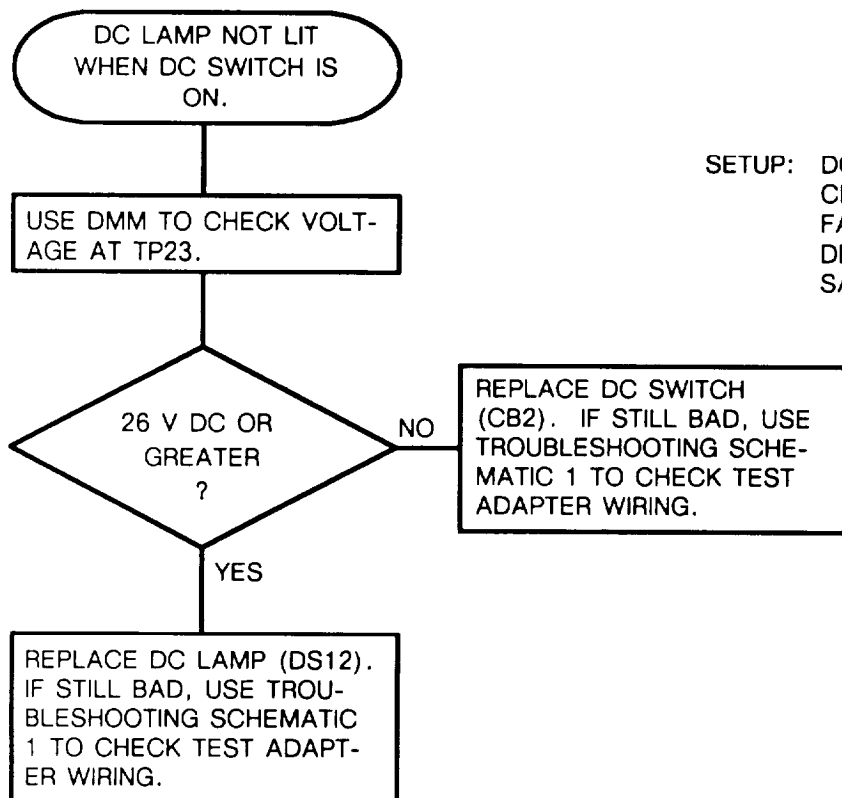 DC LAMP NOT LIT
WHEN DC SWITCH IS
ON.
SETUP:
USE DMM TO CHECK VOLT-
AGE AT TP23.
26 V DC OR
GREATER
?
NO
REPLACE DC SWITCH
(CB2). IF STILL BAD, USE
TROUBLESHOOTING SCHE-
MATIC 1 TO CHECK TEST
ADAPTER WIRING.
YES
REPLACE DC LAMP (DS12).
IF STILL BAD, USE TROU-
BLESHOOTING SCHEMATIC
1 TO CHECK TEST ADAPT-
ER WIRING.